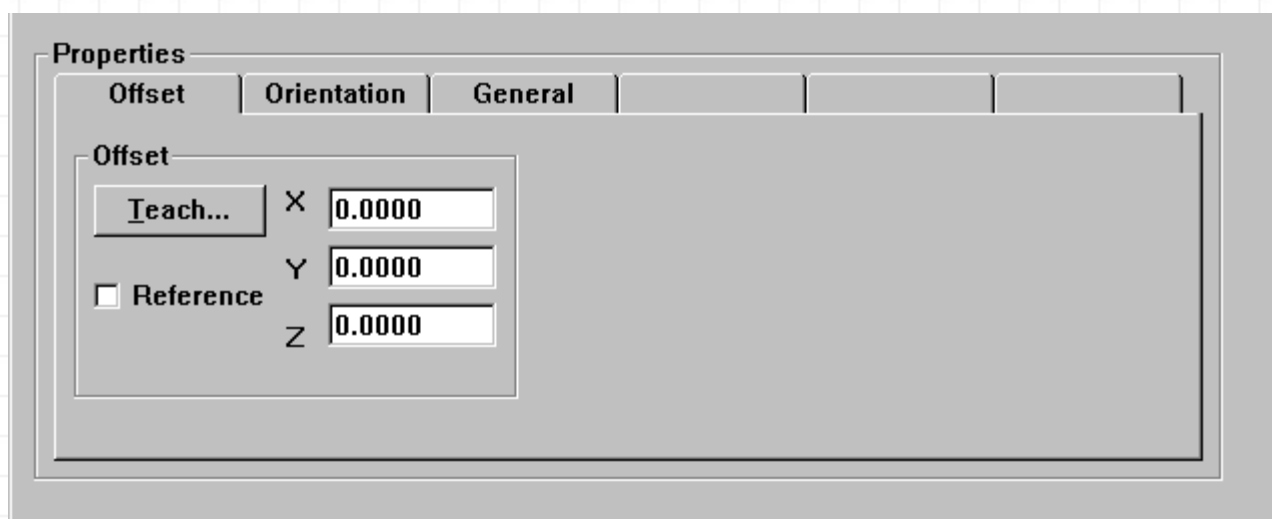 Properties
Offset Orientation General
Offset
Teach... X 0.0000
Y 0.0000
Reference
Z 0.0000